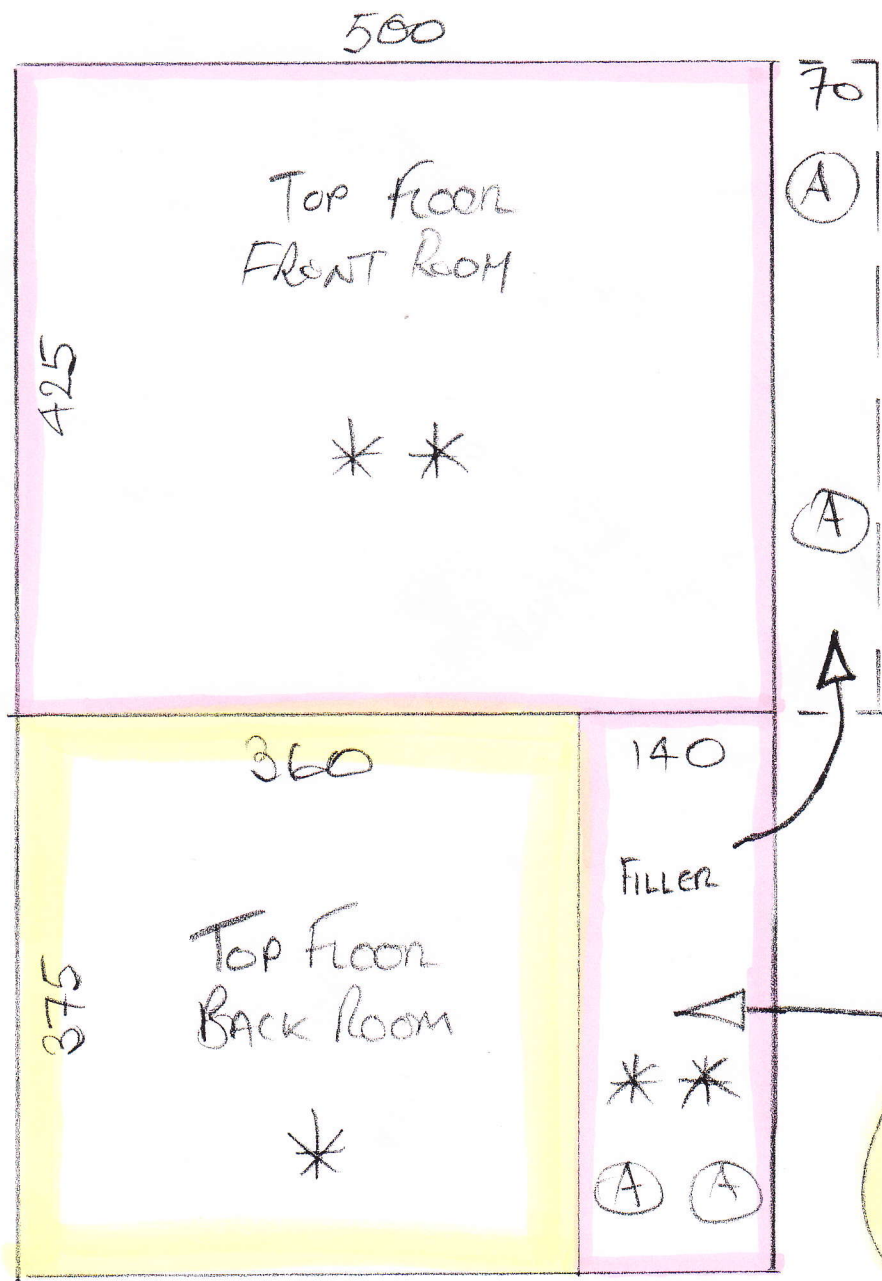 500
70
A
TOP FLOOR
FRONT ROOM
425
* *
A
360
140
FILLER
TOP FLOOR
BACK ROOM
375
* *
*
A A